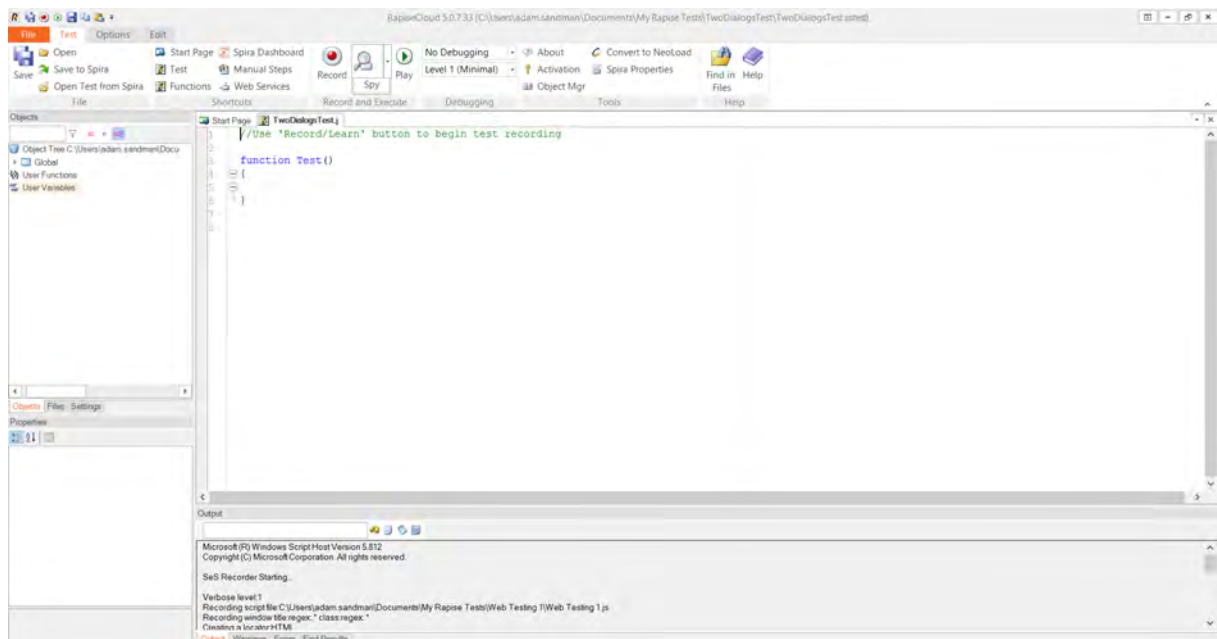 RapiseCloud 5.0.7.33 (C:\Users\adam.sandman\Documents\My Rapise Tests\TwoDialogsTest\TwoDialogsTest.sstest)
File Test Options Edit
Save
Open
Save to Spira
Open Test from Spira
File
Start Page
Test
Functions
Spira Dashboard
Manual Steps
Web Services
Shortcuts
Record
Spy
Play
Record and Execute
No Debugging
Level 1 (Minimal)
Debugging
About
Activation
Object Mgr
Convert to NeoLoad
Spira Properties
Tools
Find in Files
Help
Help
Objects
Object Tree C:\Users\adam.sandman\Docu
Global
User Functions
User Variables
Objects Files Settings
Properties
Start Page TwoDialogsTest.j
1 //Use "Record/Learn" button to begin test recording
2
3 function Test()
4 {
5
6 }
7
8
Output
Microsoft (R) Windows Script Host Version 5.812
Copyright (C) Microsoft Corporation. All rights reserved.
SeS Recorder Starting..
Verbose level:1
Recording script file:C:\Users\adam.sandman\Documents\My Rapise Tests\Web Testing 1\Web Testing 1.js
Recording window title:regex:.* class:regex:.*
Creating a locator:HTML
Output Warnings Errors Find Results